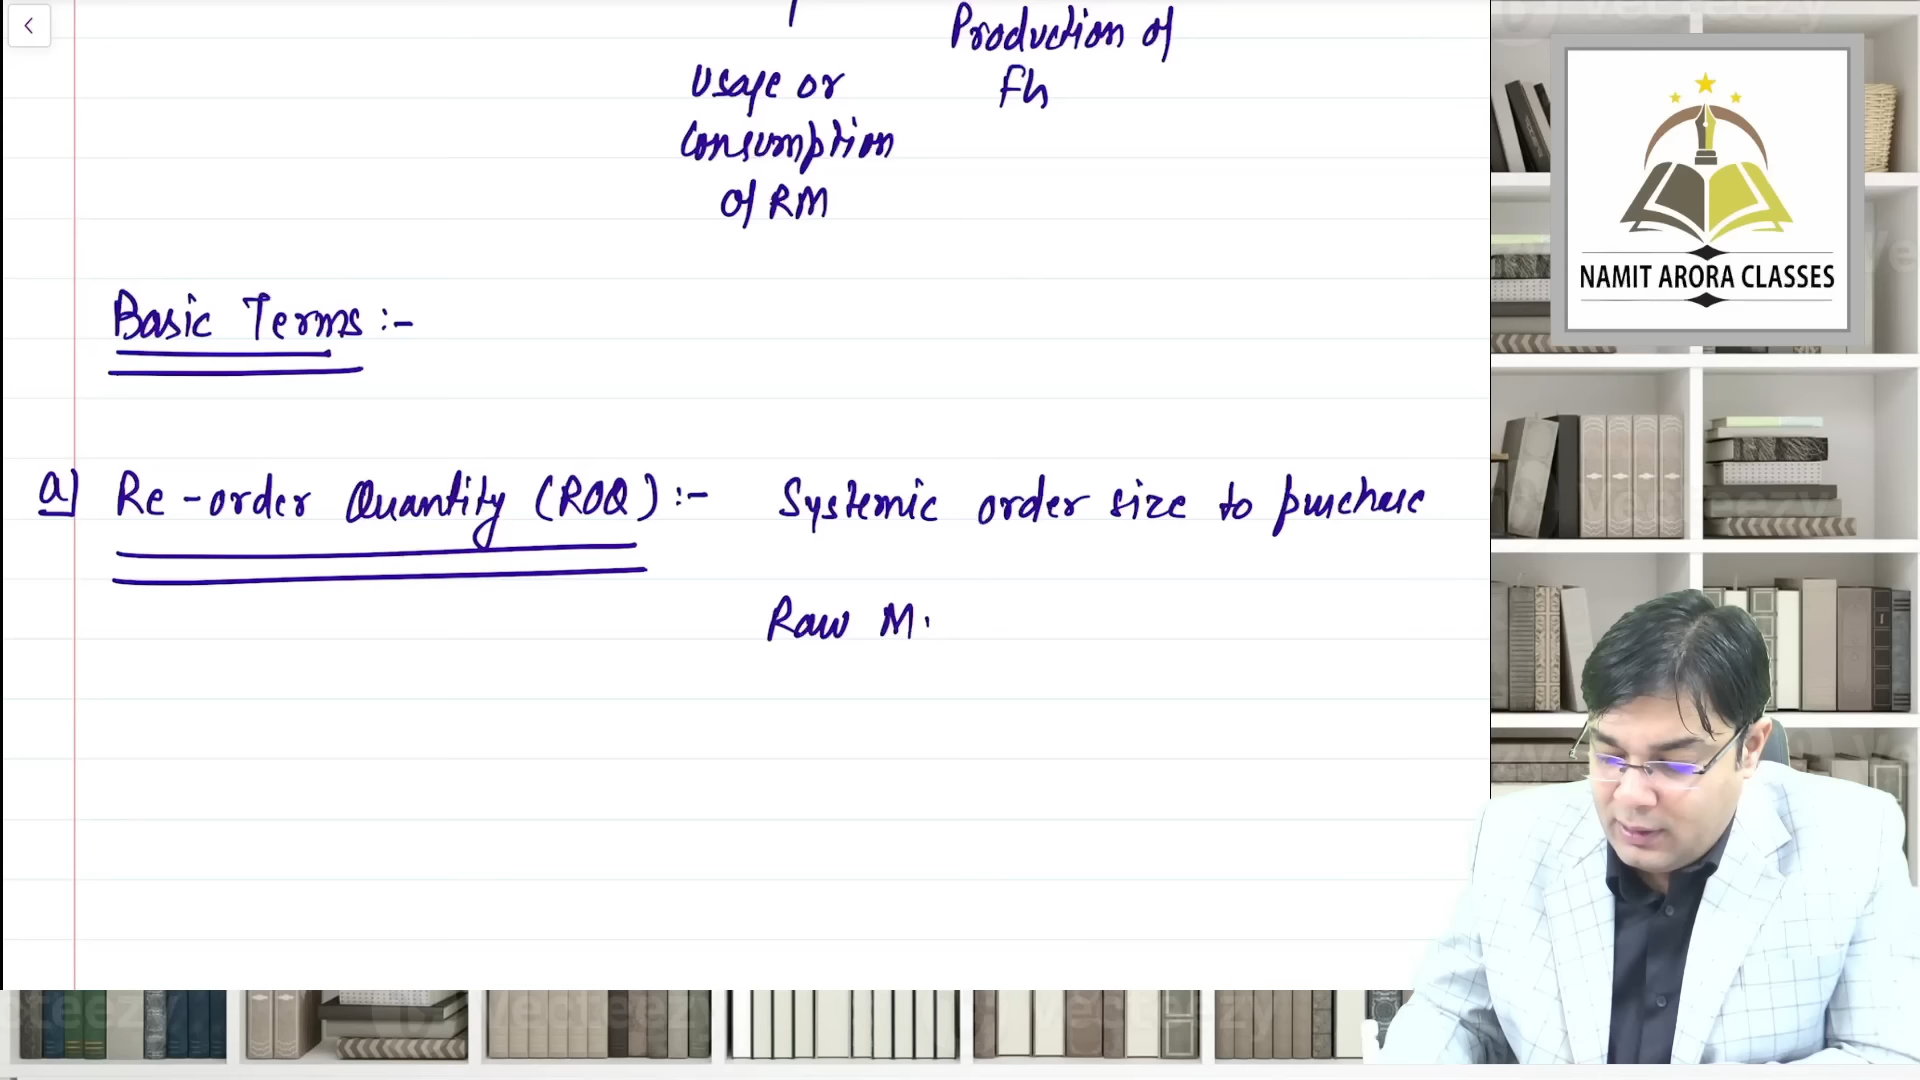 Production of
FG
Usage or
Consumption
of RM
Basic Terms :-
a) Re-order Quantity (ROQ) :- Systemic order size to purchase
Raw M.
NAMIT ARORA CLASSES